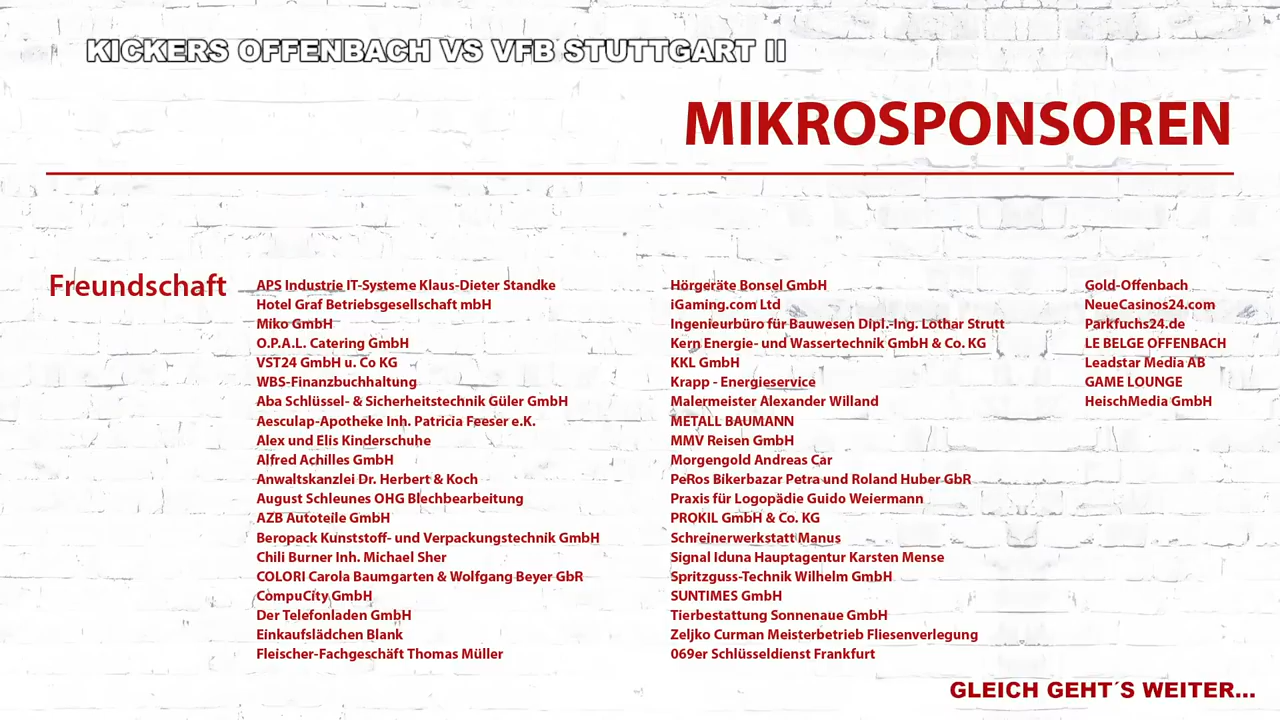 KICKERS OFFENBACH VS VFB STUTTGART II
MIKROSPONSOREN
Freundschaft
APS Industrie IT-Systeme Klaus-Dieter Standke
Hotel Graf Betriebsgesellschaft mbH
Miko GmbH
O.P.A.L. Catering GmbH
VST24 GmbH u. Co KG
WBS-Finanzbuchhaltung
Aba Schlüssel- & Sicherheitstechnik Güler GmbH
Aesculap-Apotheke Inh. Patricia Feeser e.K.
Alex und Elis Kinderschuhe
Alfred Achilles GmbH
Anwaltskanzlei Dr. Herbert & Koch
August Schleunes OHG Blechbearbeitung
AZB Autoteile GmbH
Beropack Kunststoff- und Verpackungstechnik GmbH
Chili Burner Inh. Michael Sher
COLORI Carola Baumgarten & Wolfgang Beyer GbR
CompuCity GmbH
Der Telefonladen GmbH
Einkaufslädchen Blank
Fleischer-Fachgeschäft Thomas Müller
Hörgeräte Bonsel GmbH
iGaming.com Ltd
Ingenieurbüro für Bauwesen Dipl.-Ing. Lothar Strutt
Kern Energie- und Wassertechnik GmbH & Co. KG
KKL GmbH
Krapp - Energieservice
Malermeister Alexander Willand
METALL BAUMANN
MMV Reisen GmbH
Morgengold Andreas Car
PeRos Bikerbazar Petra und Roland Huber GbR
Praxis für Logopädie Guido Weiermann
PROKIL GmbH & Co. KG
Schreinerwerkstatt Manus
Signal Iduna Hauptagentur Karsten Mense
Spritzguss-Technik Wilhelm GmbH
SUNTIMES GmbH
Tierbestattung Sonnenaue GmbH
Zeljko Curman Meisterbetrieb Fliesenverlegung
069er Schlüsseldienst Frankfurt
Gold-Offenbach
NeueCasinos24.com
Parkfuchs24.de
LE BELGE OFFENBACH
Leadstar Media AB
GAME LOUNGE
HeischMedia GmbH
GLEICH GEHT´S WEITER...